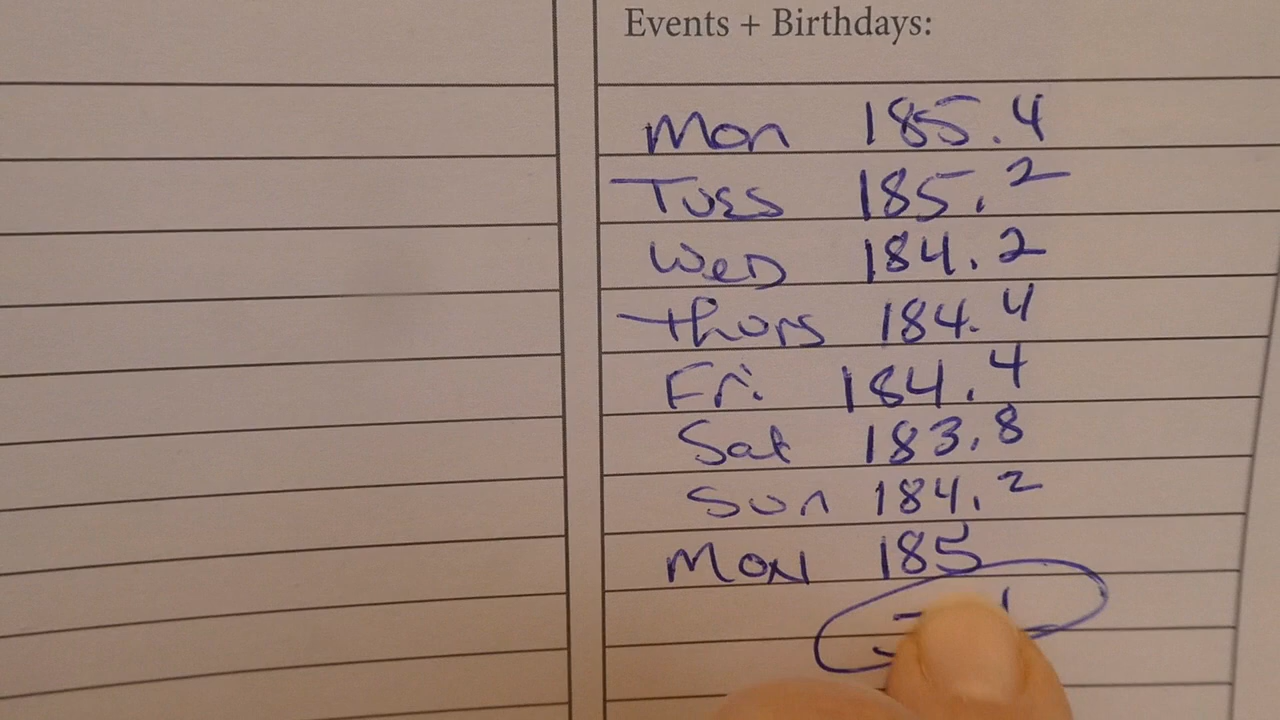 Events + Birthdays:
Mon 185.4
Tues 185.2
WeD 184.2
Thurs 184.4
Fri. 184.4
Sat 183.8
Sun 184.2
Mon 185